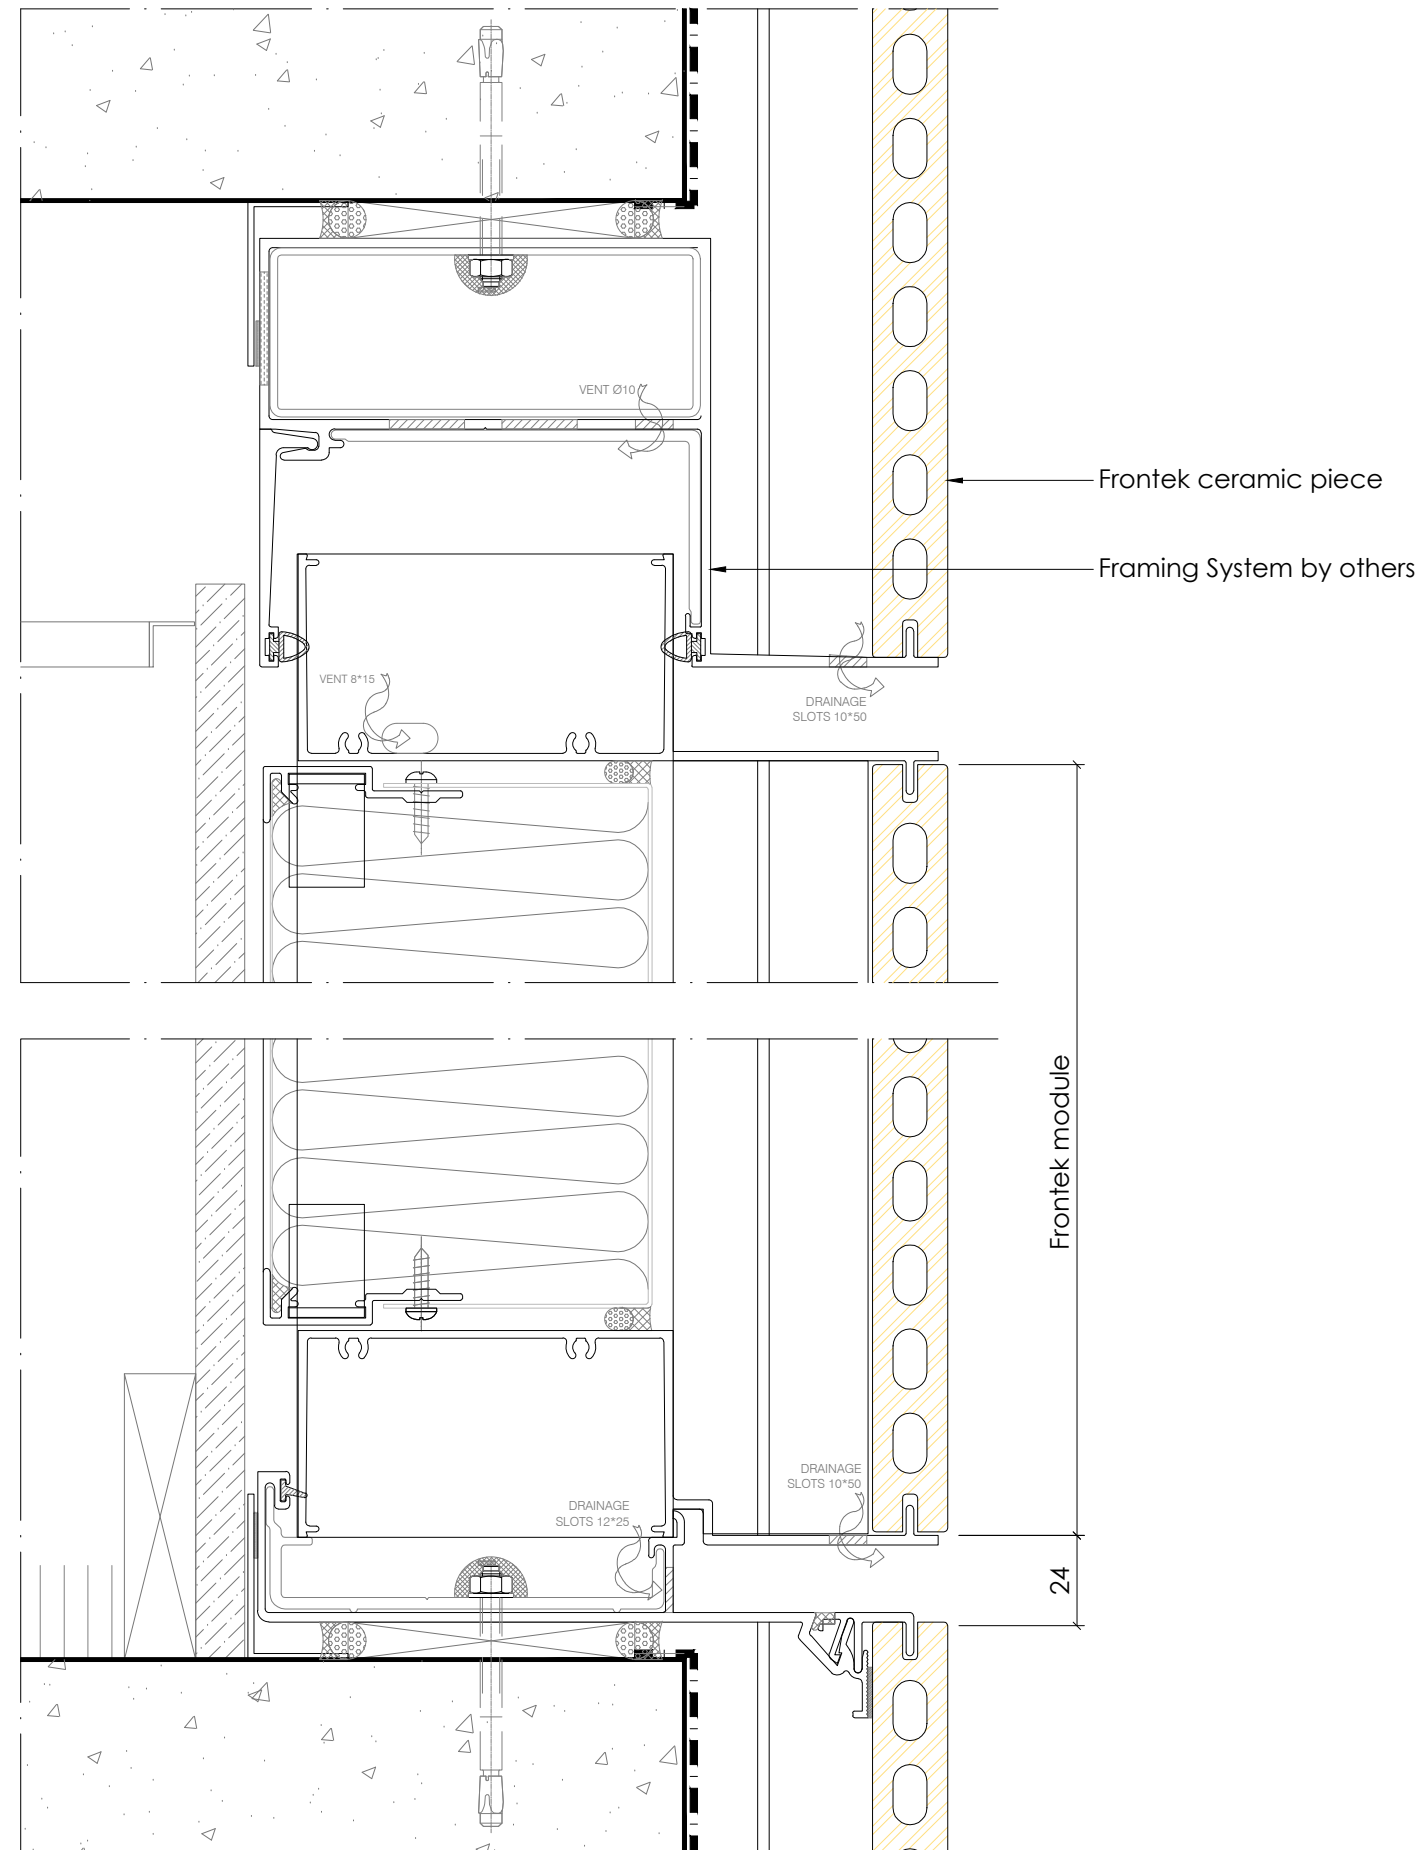 VENT Ø10
Frontek ceramic piece
Framing System by others
VENT 8*15
DRAINAGE
SLOTS 10*50
Frontek module
DRAINAGE
SLOTS 10*50
DRAINAGE
SLOTS 12*25
24